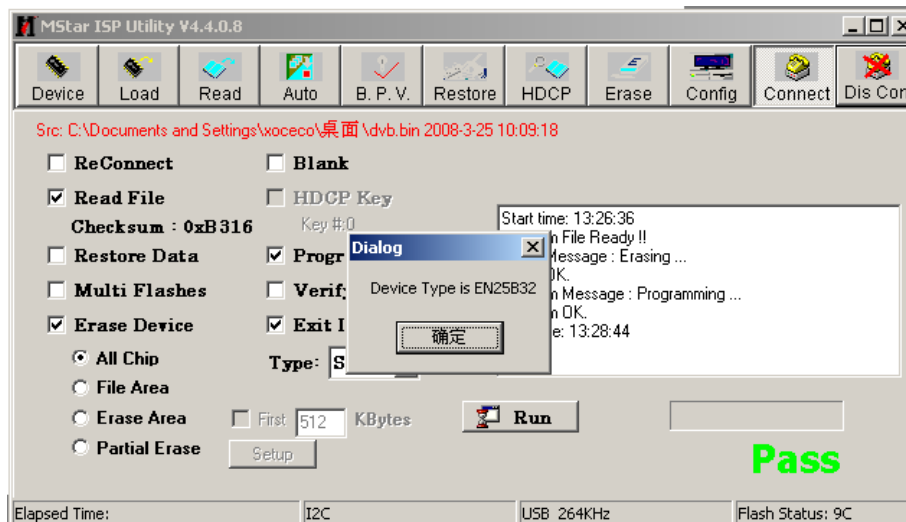 MStar ISP Utility V4.4.0.8
Device Load Read Auto B. P. V. Restore HDCP Erase Config Connect Dis Con
Src: C:\Documents and Settings\xoceco\桌面\dvb.bin 2008-3-25 10:09:18
ReConnect
Blank
Read File
HDCP Key
Checksum : 0xB316
Key #:0
Restore Data
Progr
Multi Flashes
Verify
Erase Device
Exit I
All Chip
Type: S
File Area
Erase Area
First 512 KBytes
Partial Erase
Setup
Dialog
Device Type is EN25B32
确定
Start time: 13:26:36
File Ready !!
Message : Erasing ...
OK.
Message : Programming ...
OK.
13:28:44
Run
Pass
Elapsed Time:
I2C
USB 264KHz
Flash Status: 9C